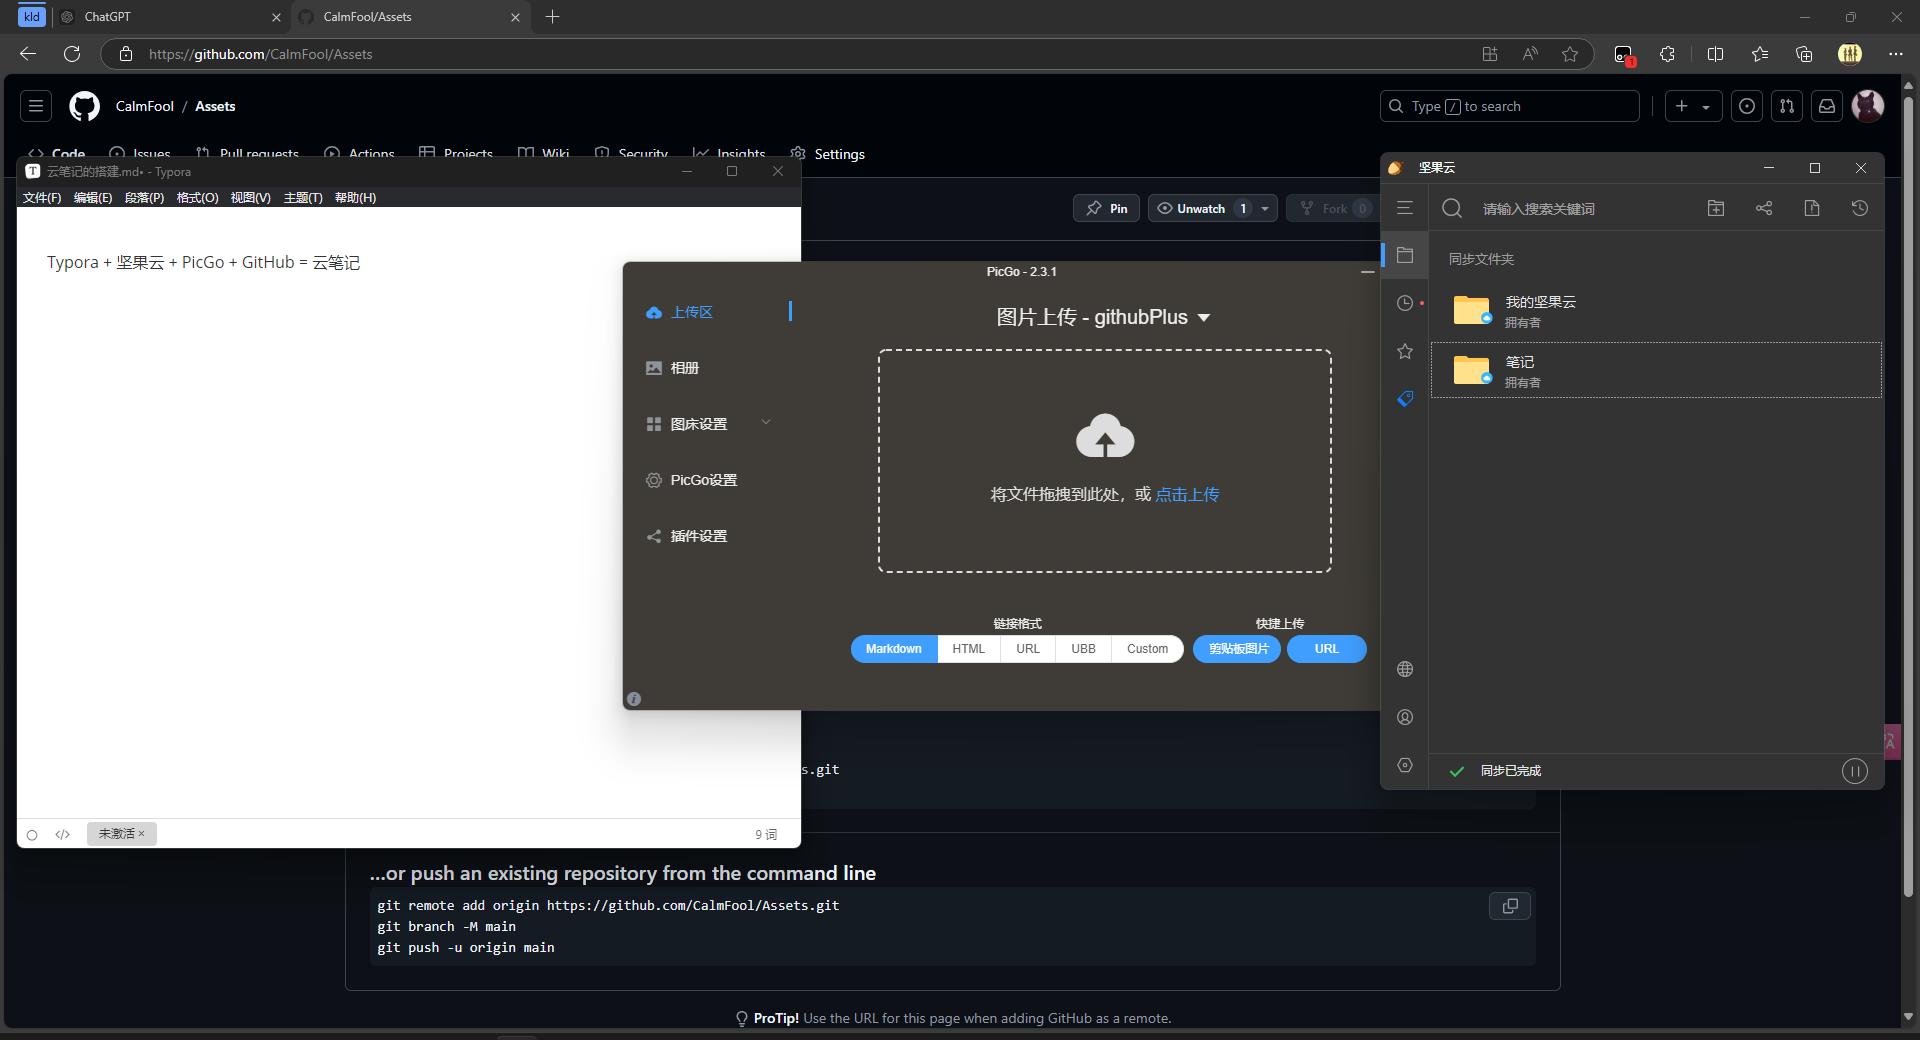 kld
ChatGPT
CalmFool/Assets
https://github.com/CalmFool/Assets
1
CalmFool / Assets
Type / to search
Code
Issues
Pull requests
Actions
Projects
Wiki
Security
Insights
Settings
Pin
Unwatch 1
Fork 0
云笔记的搭建.md• - Typora
文件(F) 编辑(E) 段落(P) 格式(O) 视图(V) 主题(T) 帮助(H)
Typora + 坚果云 + PicGo + GitHub = 云笔记
未激活 ×
9 词
PicGo - 2.3.1
上传区
相册
图床设置
PicGo设置
插件设置
图片上传 - githubPlus
将文件拖拽到此处，或 点击上传
链接格式
快捷上传
Markdown HTML URL UBB Custom
剪贴板图片 URL
坚果云
请输入搜索关键词
同步文件夹
我的坚果云
拥有者
笔记
拥有者
同步已完成
s.git
...or push an existing repository from the command line
git remote add origin https://github.com/CalmFool/Assets.git
git branch -M main
git push -u origin main
ProTip! Use the URL for this page when adding GitHub as a remote.